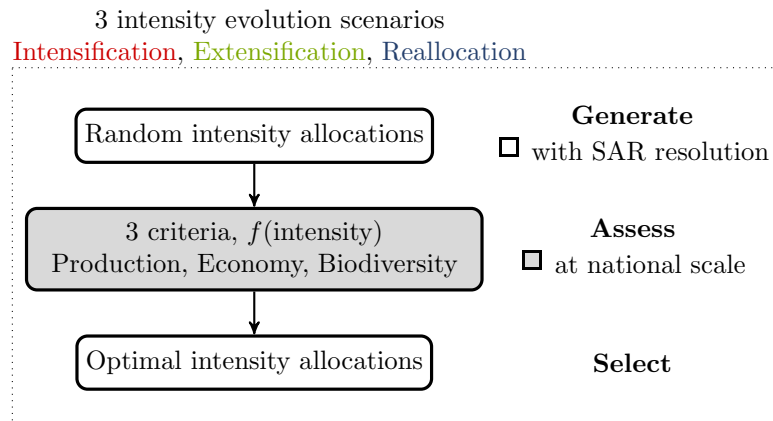 3 intensity evolution scenarios
Intensification, Extensification, Reallocation
Random intensity allocations
Generate
with SAR resolution
3 criteria, f(intensity)
Production, Economy, Biodiversity
Assess
at national scale
Optimal intensity allocations
Select